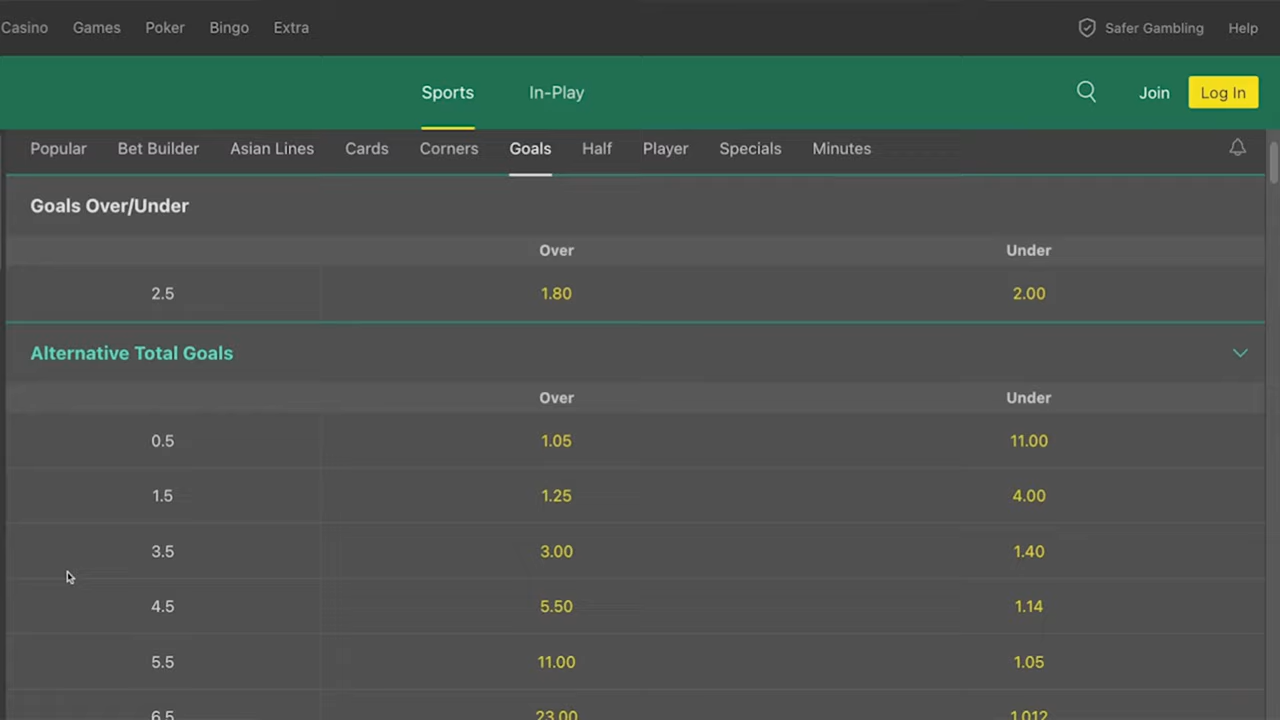 Casino Games Poker Bingo Extra Safer Gambling Help
Sports In-Play Join Log In
Popular Bet Builder Asian Lines Cards Corners Goals Half Player Specials Minutes
Goals Over/Under
Over Under
2.5 1.80 2.00
Alternative Total Goals
Over Under
0.5 1.05 11.00
1.5 1.25 4.00
3.5 3.00 1.40
4.5 5.50 1.14
5.5 11.00 1.05
6.5 23.00 1.012